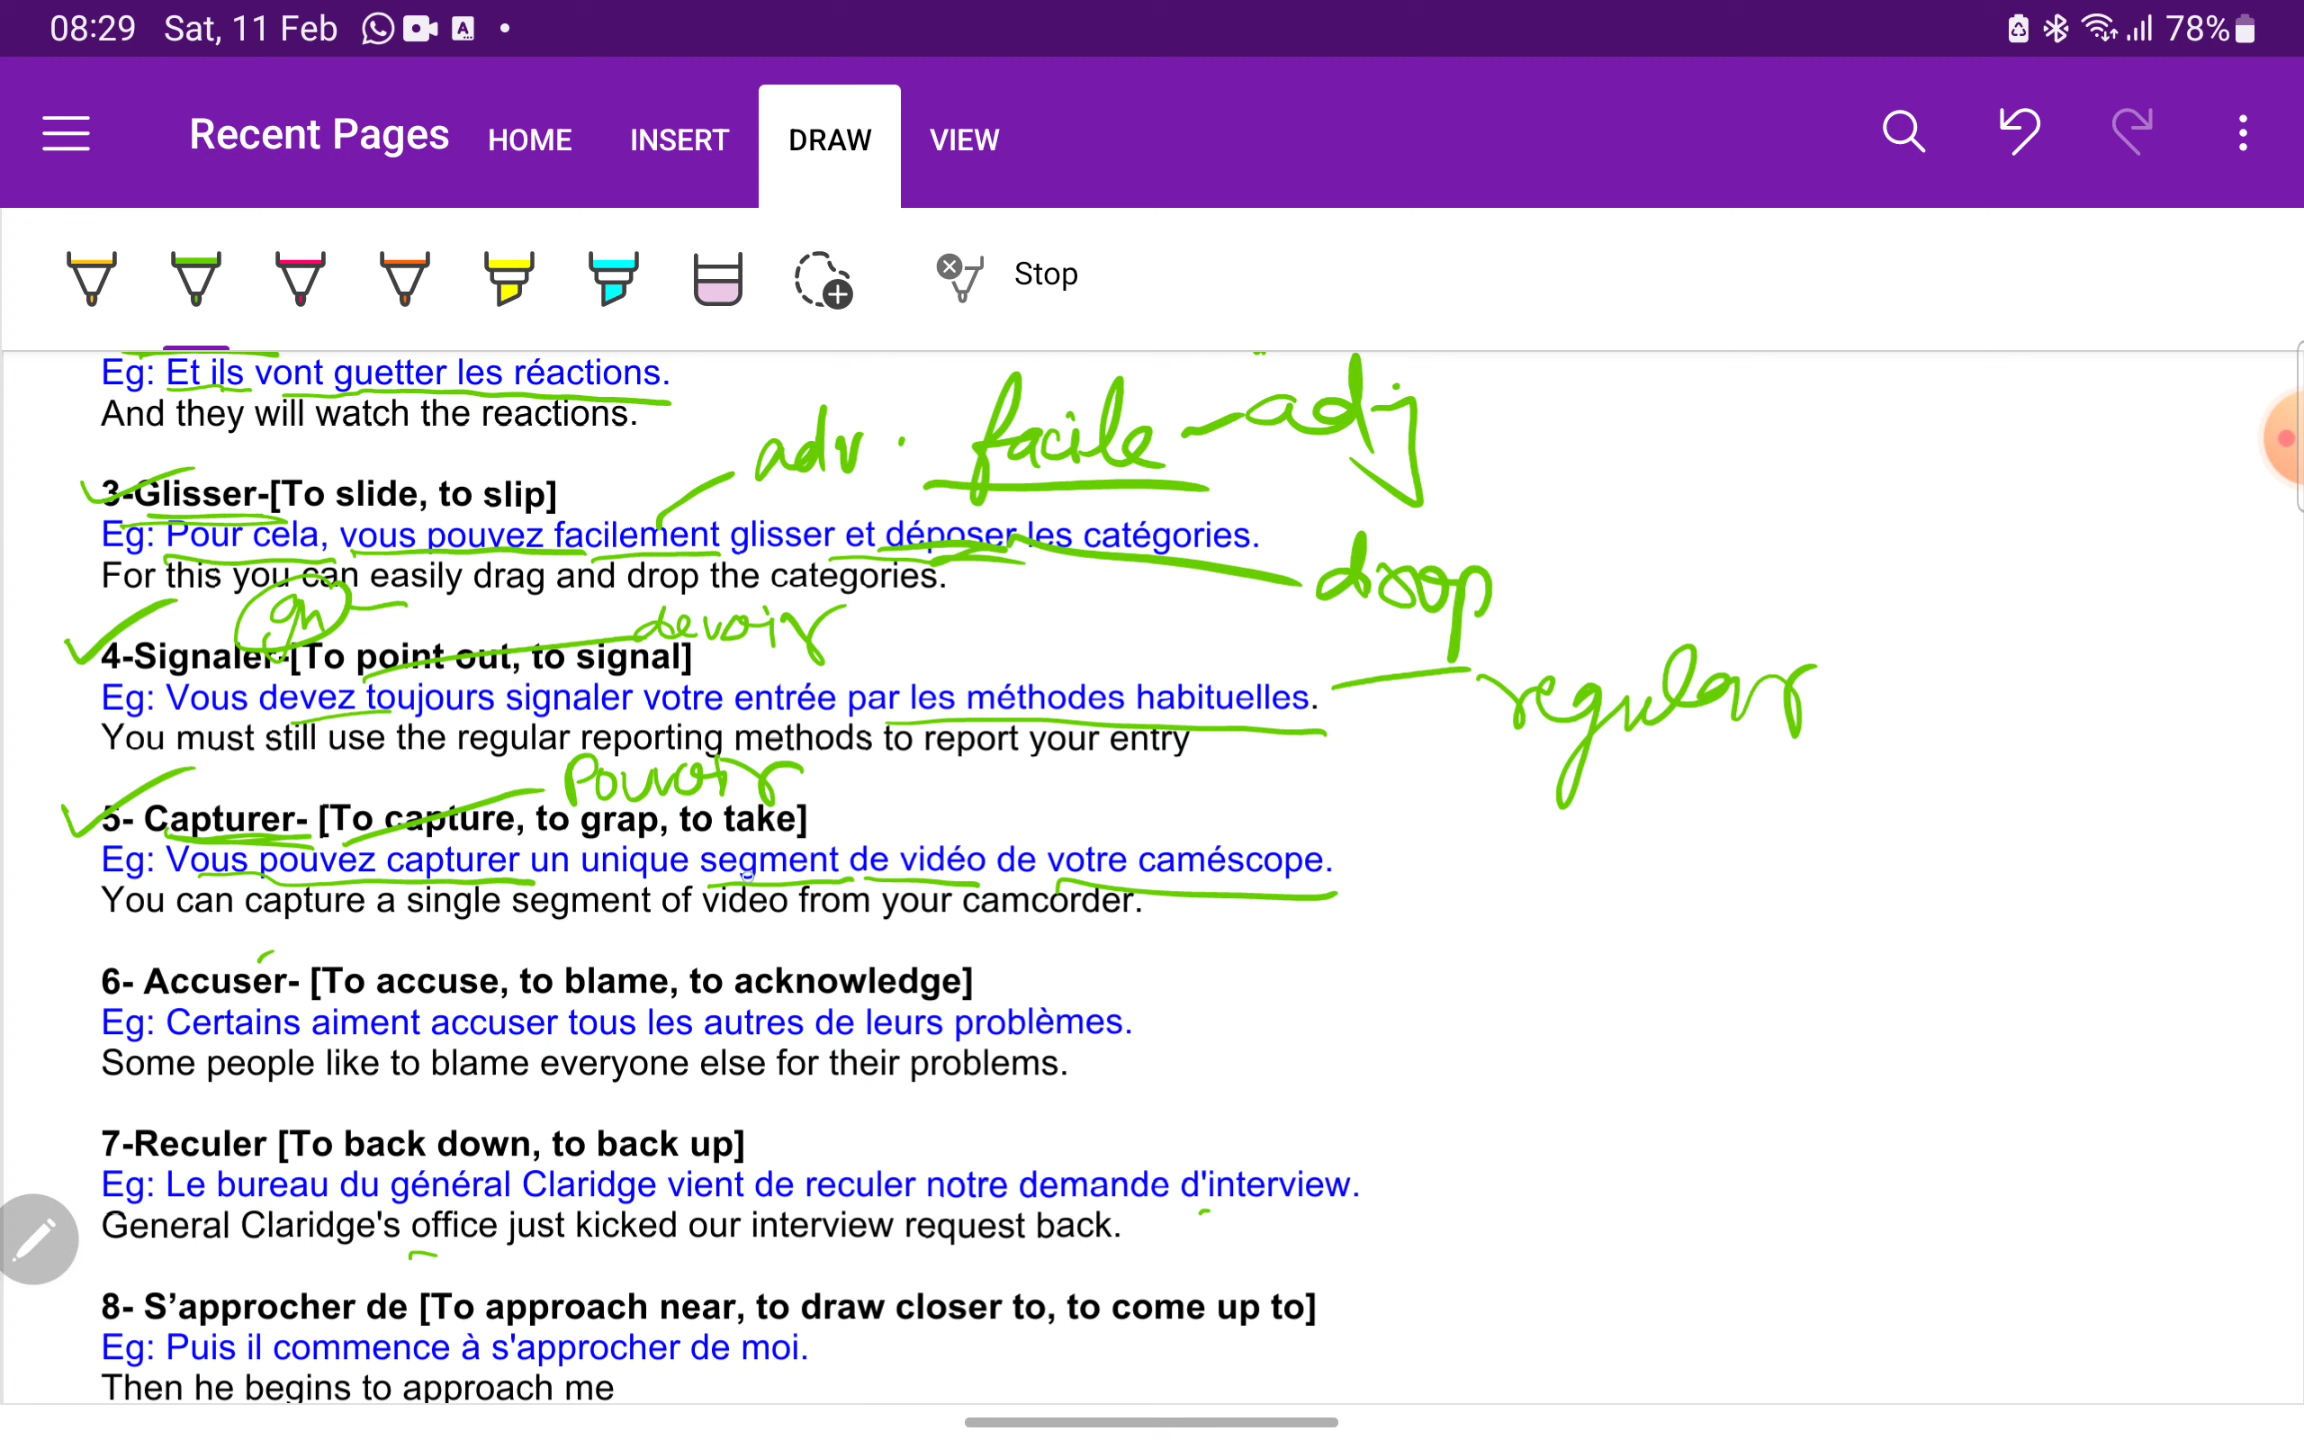 08:29 Sat, 11 Feb 78%
Recent Pages HOME INSERT DRAW VIEW
Stop
Eg: Et ils vont guetter les réactions.
And they will watch the reactions.
adv. facile - adj
3-Glisser-[To slide, to slip]
Eg: Pour cela, vous pouvez facilement glisser et déposer les catégories.
For this you can easily drag and drop the categories.
drop
gn
devoir
4-Signaler-[To point out, to signal]
Eg: Vous devez toujours signaler votre entrée par les méthodes habituelles.
regular
You must still use the regular reporting methods to report your entry
Pouvoir
5- Capturer- [To capture, to grap, to take]
Eg: Vous pouvez capturer un unique segment de vidéo de votre caméscope.
You can capture a single segment of video from your camcorder.
6- Accuser- [To accuse, to blame, to acknowledge]
Eg: Certains aiment accuser tous les autres de leurs problèmes.
Some people like to blame everyone else for their problems.
7-Reculer [To back down, to back up]
Eg: Le bureau du général Claridge vient de reculer notre demande d'interview.
General Claridge's office just kicked our interview request back.
8- S’approcher de [To approach near, to draw closer to, to come up to]
Eg: Puis il commence à s'approcher de moi.
Then he begins to approach me